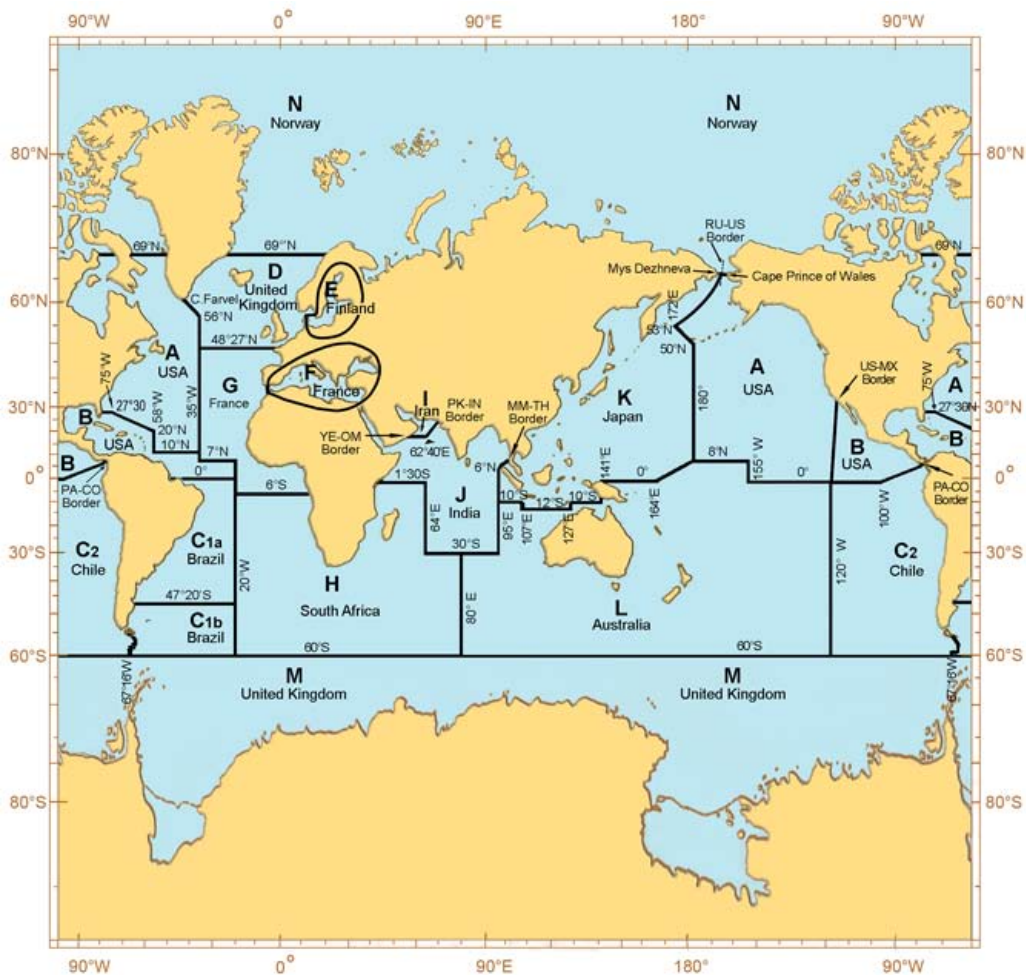 90°W 0° 90°E 180° 90°W
N
Norway
N
Norway
80°N
80°N
RU-US
Border
69°N
69°N
69 N
D
United
Kingdom
Mys Dezhneva
Cape Prince of Wales
E
Finland
60°N
C.Farvel
172°E
60°N
56°N
53°N
48°27'N
50°N
A
USA
75°W
G
France
F
France
A
USA
US-MX
Border
75°W
A
35°W
58°W
I
Iran
PK-IN
Border
K
Japan
180°
30°N
27°30
B
MM-TH
Border
30°N
27°30N
B
20°N
USA
10°N
YE-OM
Border
62°40'E
7°N
8°N
155° W
B
USA
B
0°
0°
6°N
141°E
0°
0°
0°
PA-CO
Border
1°30S
PA-CO
Border
6°S
J
India
10°S
12°S
10°S
64°E
95°E
107°E
127°E
164°E
100°W
C2
Chile
C1a
Brazil
30°S
30°S
30°S
C2
Chile
20°W
H
South Africa
80° E
L
Australia
120° W
47°20'S
C1b
Brazil
60°S
60°S
60°S
60°S
67°16'W
M
United Kingdom
M
United Kingdom
67°16W
80°S
80°S
90°W 0° 90°E 180° 90°W